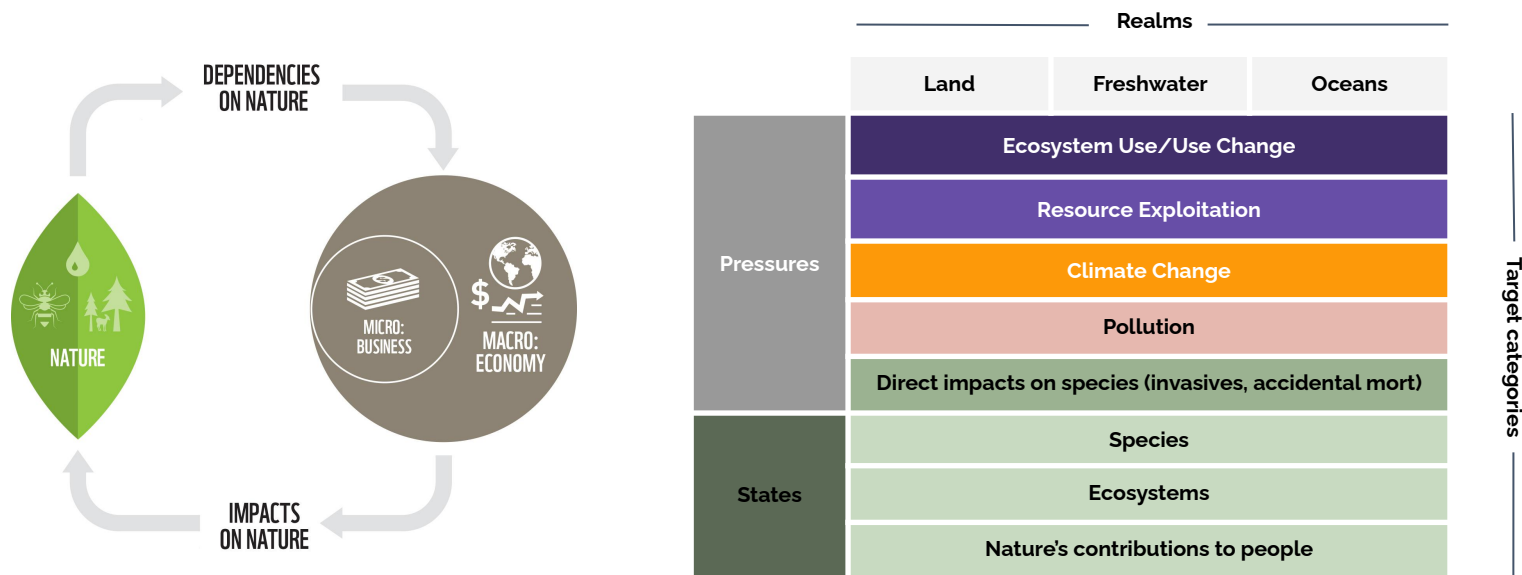 DEPENDENCIES
ON NATURE
NATURE
$
MICRO:
BUSINESS
MACRO:
ECONOMY
IMPACTS
ON NATURE
Realms
Land
Freshwater
Oceans
Pressures
Ecosystem Use/Use Change
Resource Exploitation
Climate Change
Pollution
Direct impacts on species (invasives, accidental mort)
States
Species
Ecosystems
Nature’s contributions to people
Target categories